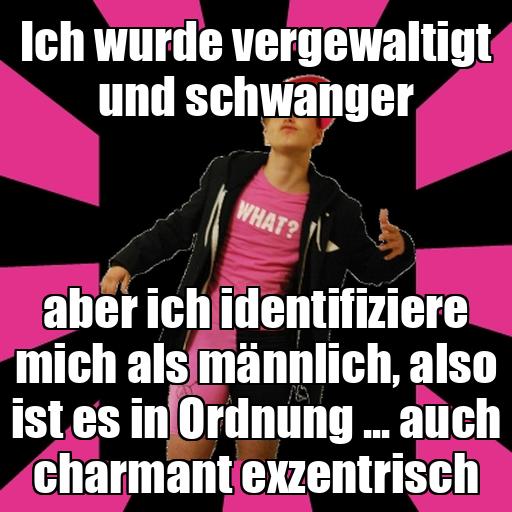 Ich wurde vergewaltigt
und schwanger
WHAT?
aber ich identifiziere
mich als männlich, also
ist es in Ordnung ... auch
charmant exzentrisch